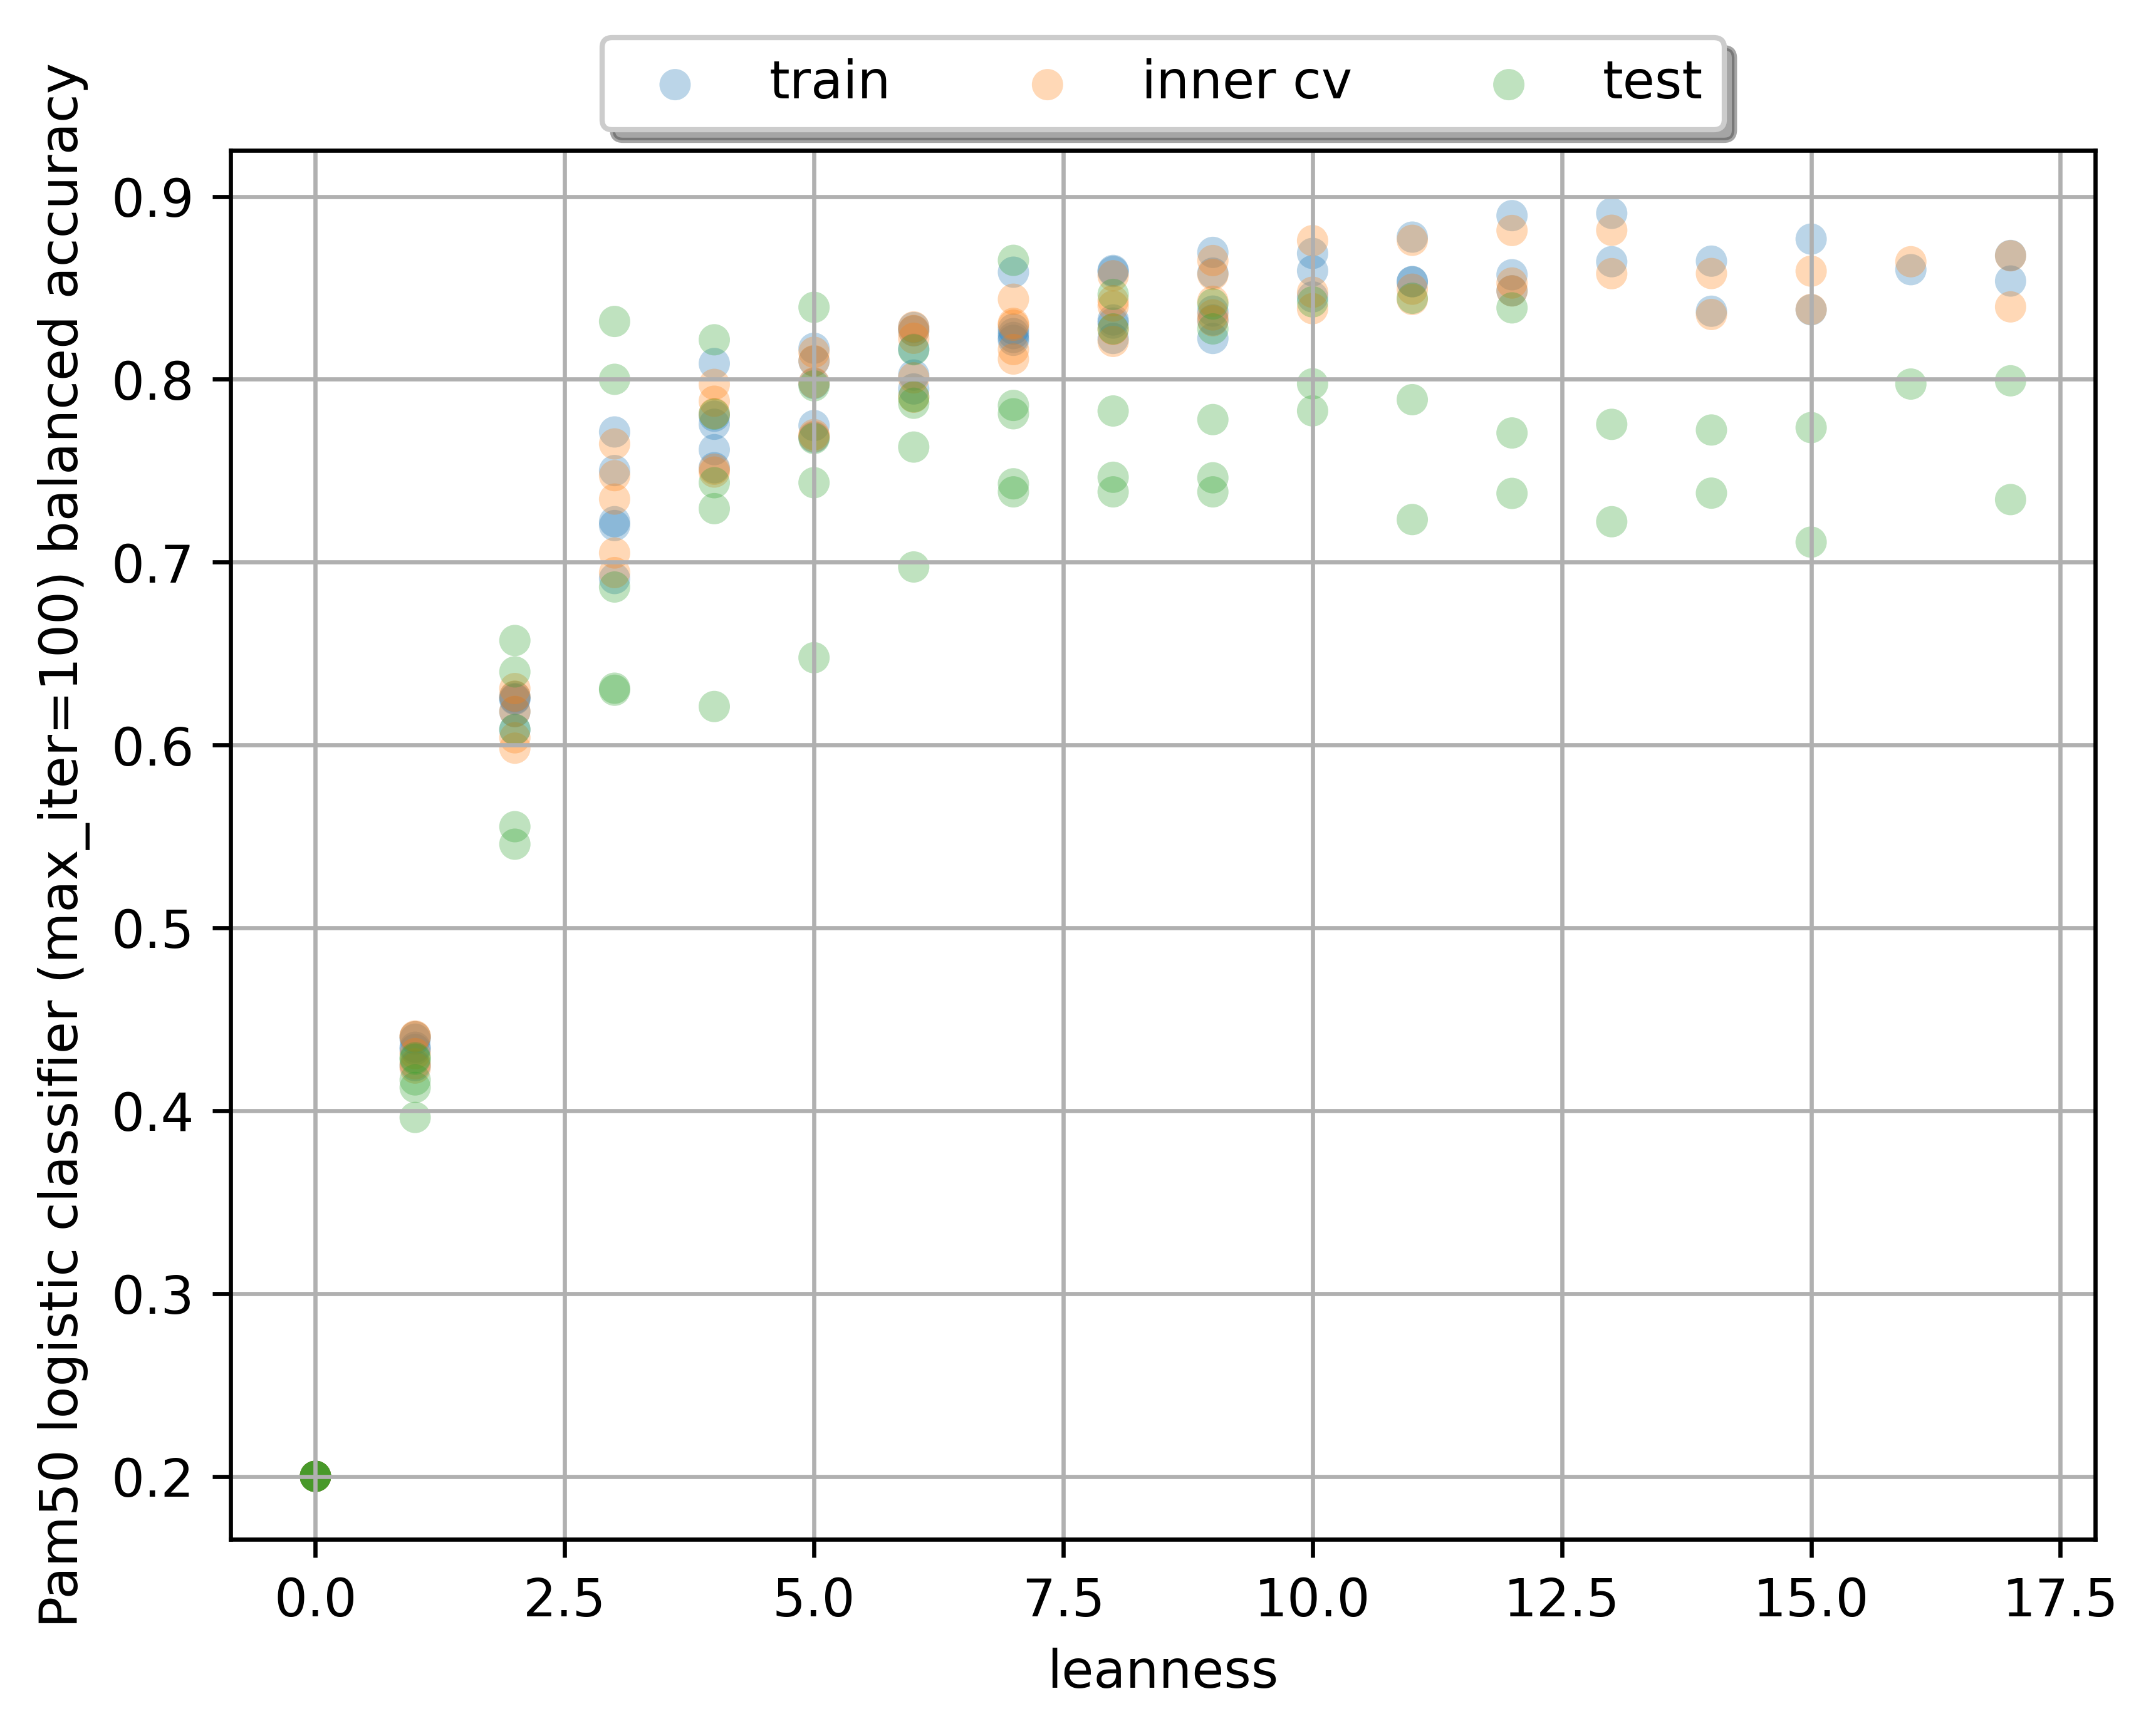 train inner cv test
Pam50 logistic classifier (max_iter=100) balanced accuracy
0.9
0.8
0.7
0.6
0.5
0.4
0.3
0.2
0.0 2.5 5.0 7.5 10.0 12.5 15.0 17.5
leanness